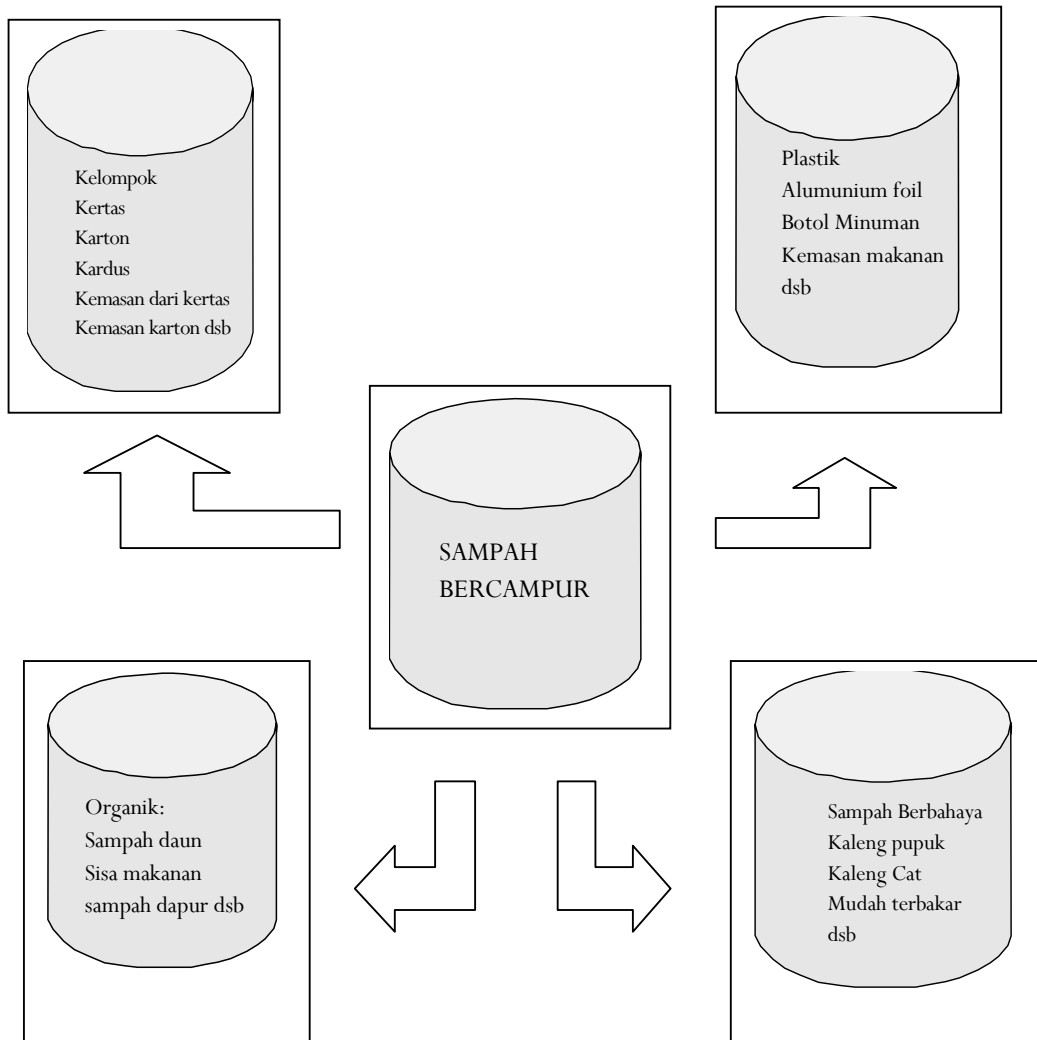 Kelompok
Kertas
Karton
Kardus
Kemasan dari kertas
Kemasan karton dsb
Plastik
Alumunium foil
Botol Minuman
Kemasan makanan
dsb
SAMPAH
BERCAMPUR
Organik:
Sampah daun
Sisa makanan
sampah dapur dsb
Sampah Berbahaya
Kaleng pupuk
Kaleng Cat
Mudah terbakar
dsb